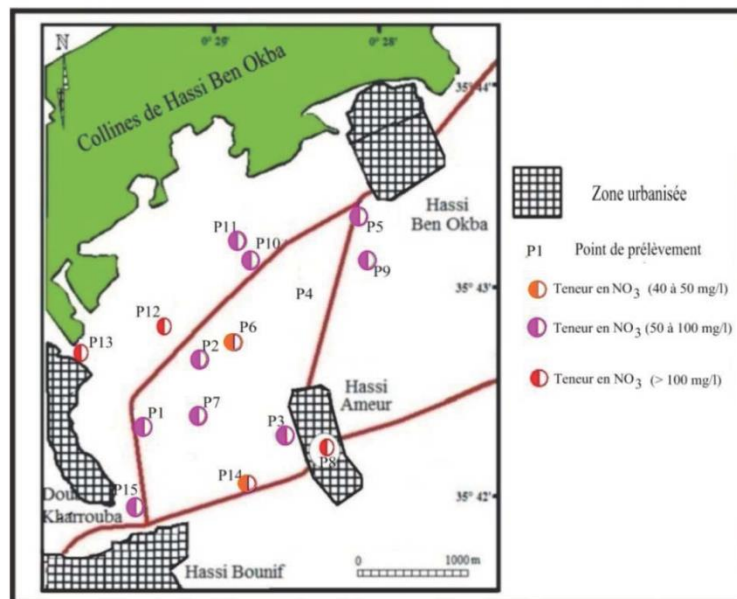 N
0° 29
0° 28
35° 44'
Collines de Hassi Ben Okba
Hassi
Ben Okba
P5
P11
P10
P9
35° 43
P4
P12
P6
P13
P2
Hassi
Ameur
P7
P1
P3
P8
P14
P15
Kharrouba
35° 42
Hassi Bounif
0 1000 m
Zone urbanisée
P1 Point de prélèvement
Teneur en NO3 (40 à 50 mg/l)
Teneur en NO3 (50 à 100 mg/l)
Teneur en NO3 (> 100 mg/l)